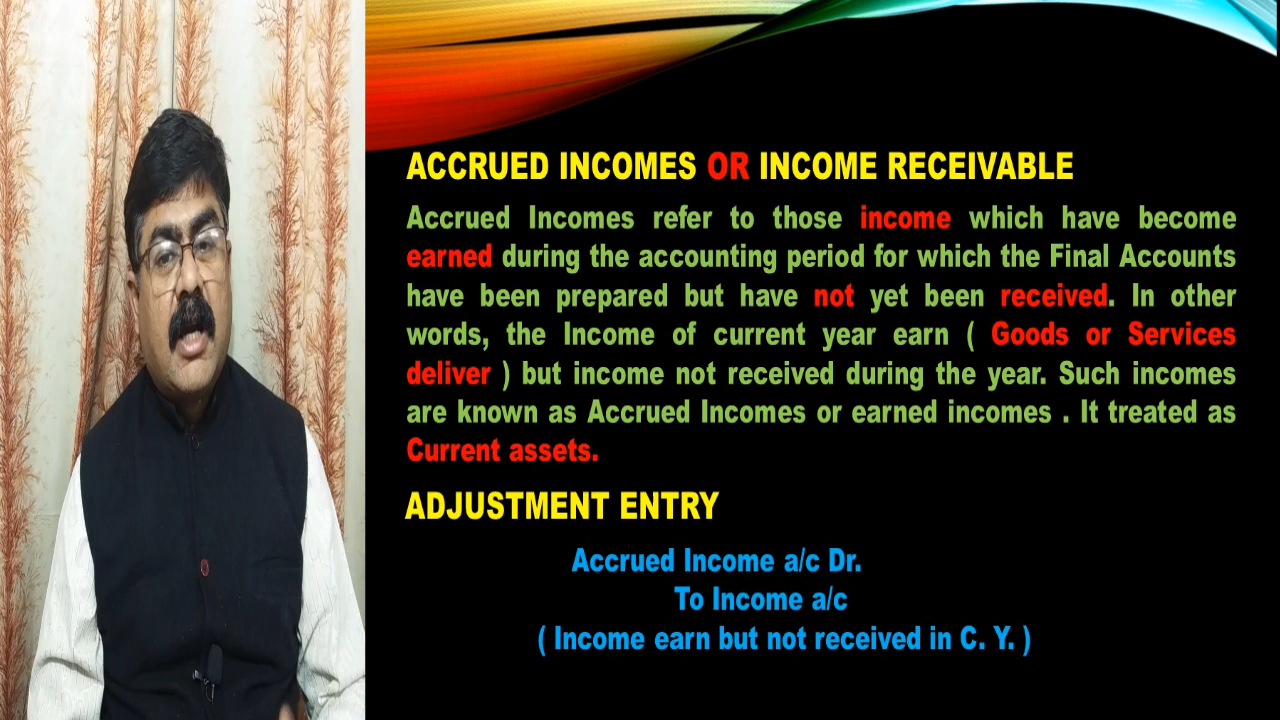 ACCRUED INCOMES OR INCOME RECEIVABLE
Accrued Incomes refer to those income which have become
earned during the accounting period for which the Final Accounts
have been prepared but have not yet been received. In other
words, the Income of current year earn ( Goods or Services
deliver ) but income not received during the year. Such incomes
are known as Accrued Incomes or earned incomes . It treated as
Current assets.
ADJUSTMENT ENTRY
Accrued Income a/c Dr.
To Income a/c
( Income earn but not received in C. Y. )